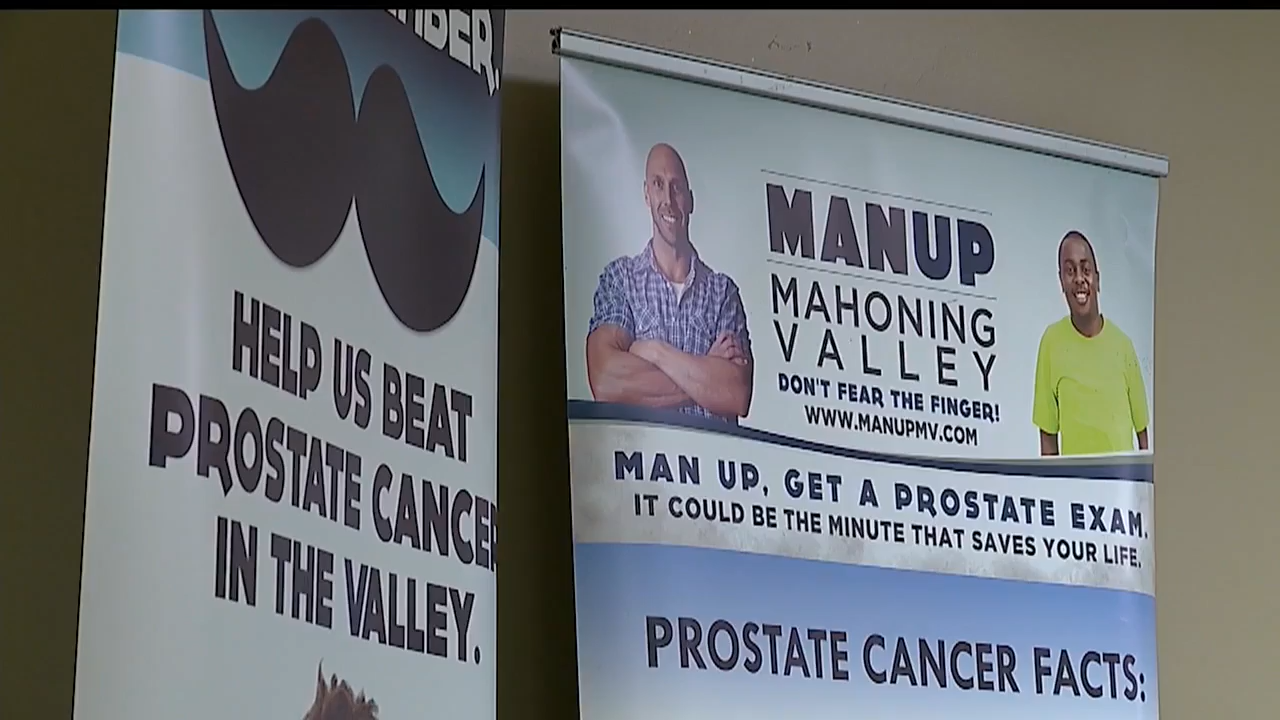 HELP US BEAT
PROSTATE CANCER
IN THE VALLEY.
MANUP
MAHONING
VALLEY
DON'T FEAR THE FINGER!
WWW.MANUPMV.COM
MAN UP, GET A PROSTATE EXAM.
IT COULD BE THE MINUTE THAT SAVES YOUR LIFE.
PROSTATE CANCER FACTS: